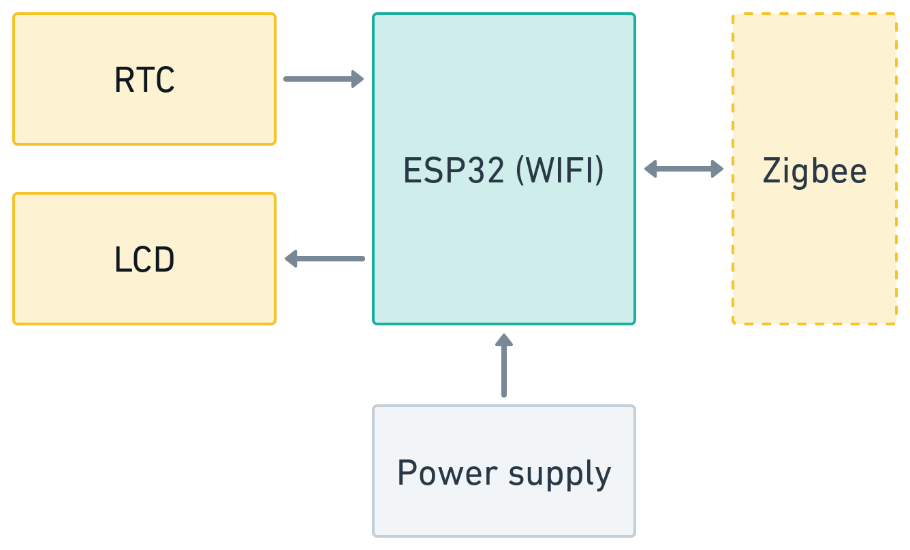 RTC
ESP32 (WIFI)
Zigbee
LCD
Power supply